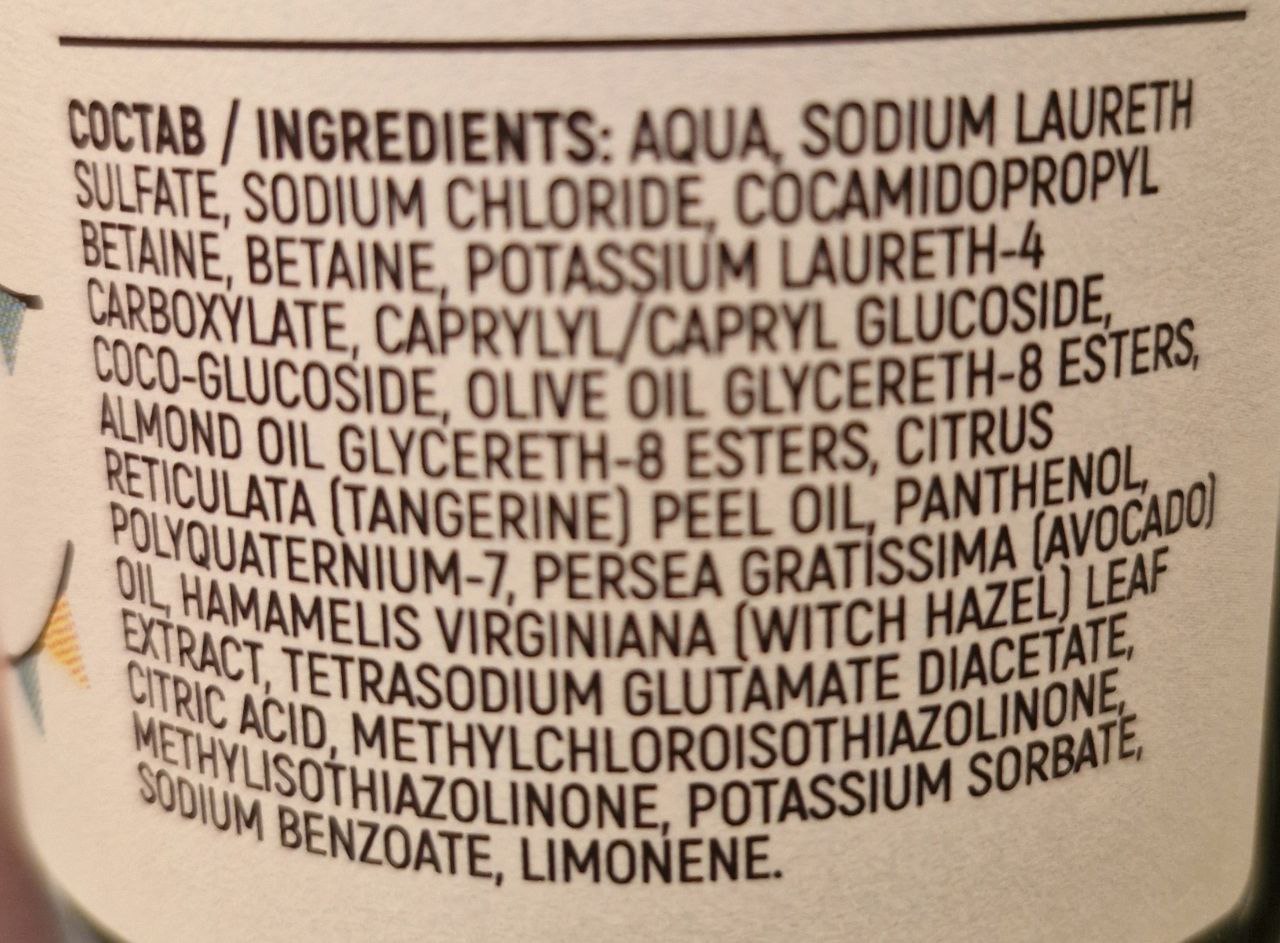 СОСТАВ / INGREDIENTS: AQUA, SODIUM LAURETH
SULFATE, SODIUM CHLORIDE, COCAMIDOPROPYL
BETAINE, BETAINE, POTASSIUM LAURETH-4
CARBOXYLATE, CAPRYLYL/CAPRYL GLUCOSIDE,
COCO-GLUCOSIDE, OLIVE OIL GLYCERETH-8 ESTERS,
ALMOND OIL GLYCERETH-8 ESTERS, CITRUS
RETICULATA (TANGERINE) PEEL OIL, PANTHENOL,
POLYQUATERNIUM-7, PERSEA GRATISSIMA (AVOCADO)
OIL, HAMAMELIS VIRGINIANA (WITCH HAZEL) LEAF
EXTRACT, TETRASODIUM GLUTAMATE DIACETATE,
CITRIC ACID, METHYLCHLOROISOTHIAZOLINONE,
METHYLISOTHIAZOLINONE, POTASSIUM SORBATE,
SODIUM BENZOATE, LIMONENE.